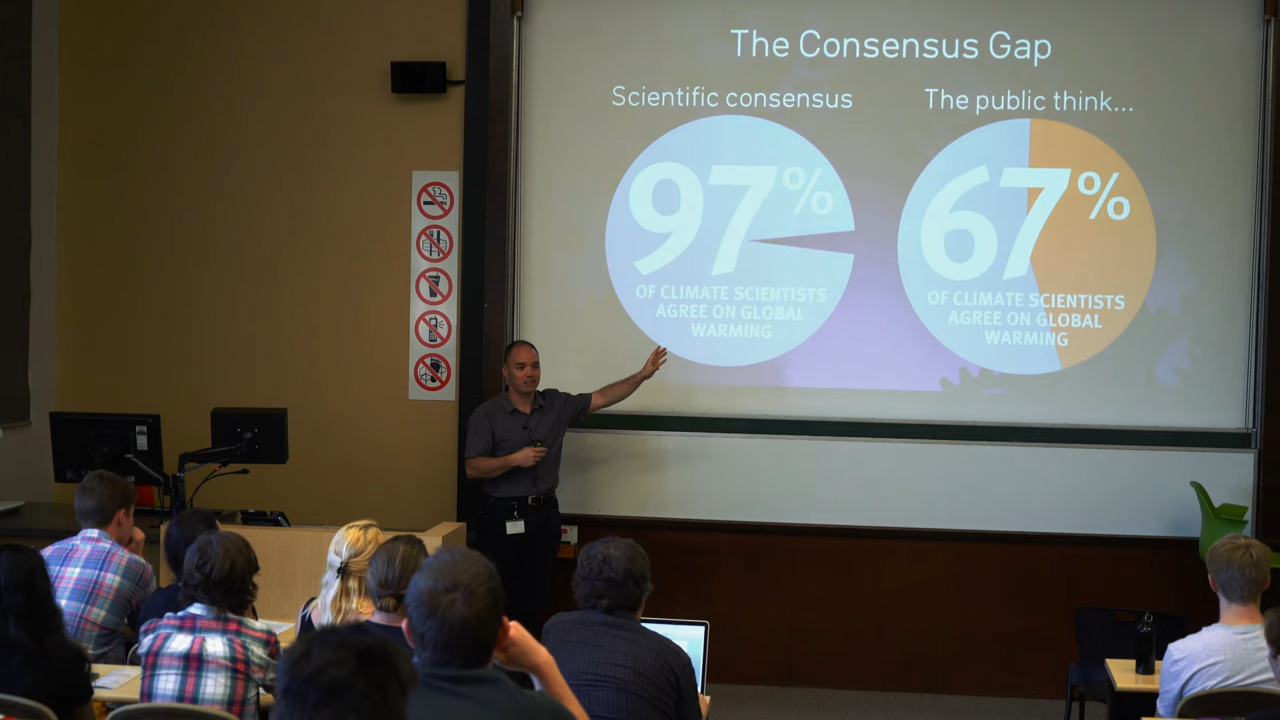 The Consensus Gap
Scientific consensus
97%
OF CLIMATE SCIENTISTS
AGREE ON GLOBAL
WARMING
The public think...
67%
OF CLIMATE SCIENTISTS
AGREE ON GLOBAL
WARMING